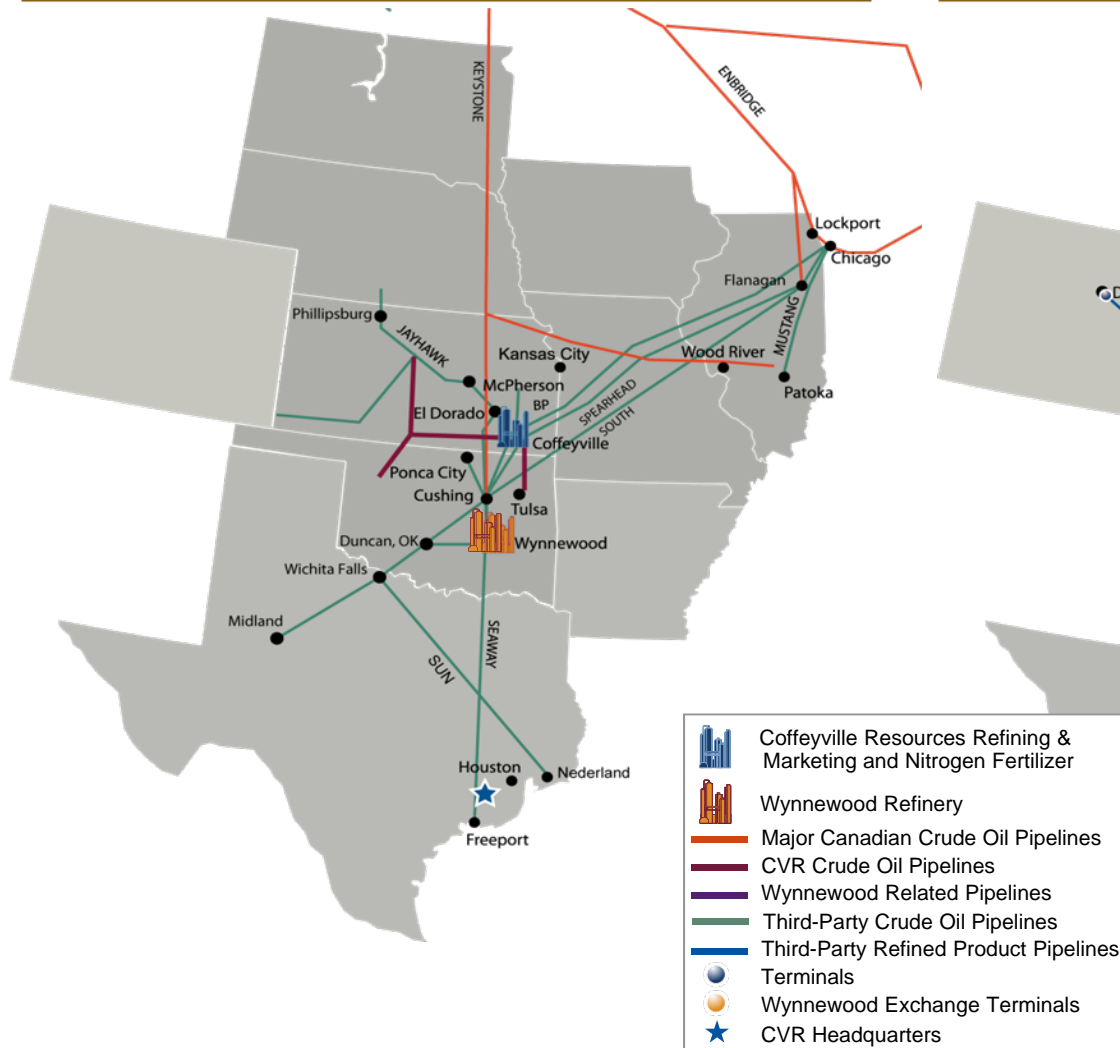 KEYSTONE
ENBRIDGE
Lockport
Chicago
Flanagan
MUSTANG
Phillipsburg
JAYHAWK
Kansas City
Wood River
McPherson
Patoka
BP
SPEARHEAD
SOUTH
El Dorado
Coffeyville
Ponca City
Cushing
Tulsa
Duncan, OK
Wynnewood
Wichita Falls
Midland
SUN
SEAWAY
Houston
Nederland
Freeport
Coffeyville Resources Refining &
Marketing and Nitrogen Fertilizer
Wynnewood Refinery
Major Canadian Crude Oil Pipelines
CVR Crude Oil Pipelines
Wynnewood Related Pipelines
Third-Party Crude Oil Pipelines
Third-Party Refined Product Pipelines
Terminals
Wynnewood Exchange Terminals
CVR Headquarters